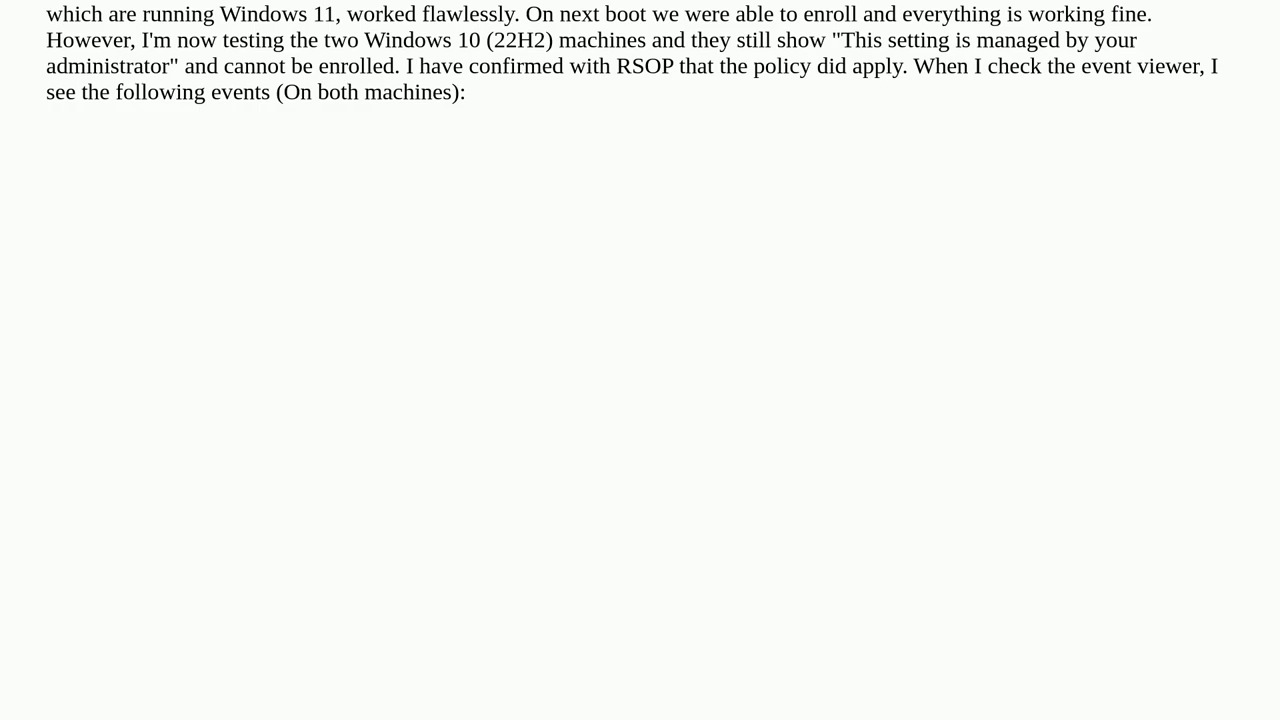 which are running Windows 11, worked flawlessly. On next boot we were able to enroll and everything is working fine.
However, I'm now testing the two Windows 10 (22H2) machines and they still show "This setting is managed by your
administrator" and cannot be enrolled. I have confirmed with RSOP that the policy did apply. When I check the event viewer, I
see the following events (On both machines):